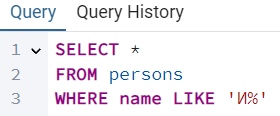 Query Query History
1 SELECT *
2 FROM persons
3 WHERE name LIKE 'И%'